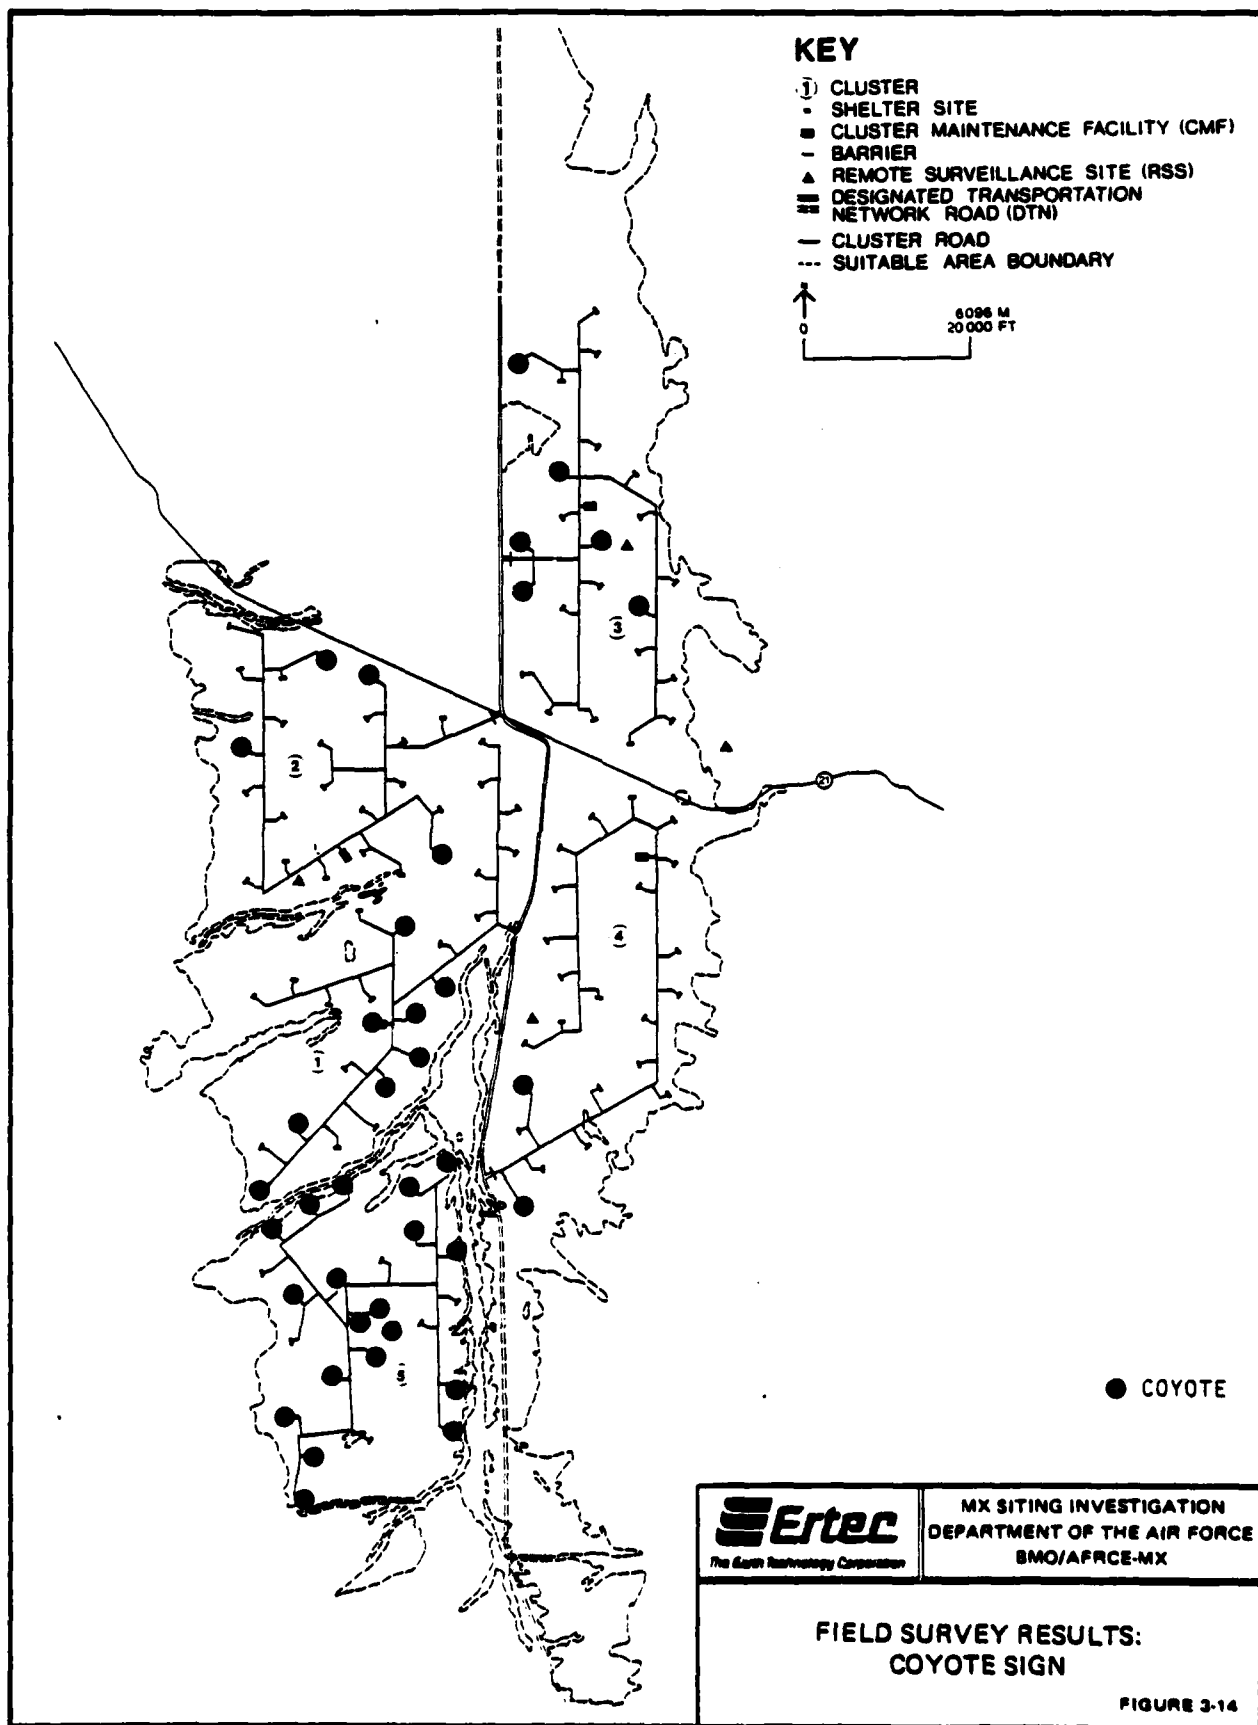 KEY
1 CLUSTER
SHELTER SITE
CLUSTER MAINTENANCE FACILITY (CMF)
BARRIER
REMOTE SURVEILLANCE SITE (RSS)
DESIGNATED TRANSPORTATION
NETWORK ROAD (DTN)
CLUSTER ROAD
SUITABLE AREA BOUNDARY
0
6096 M
20 000 FT
3
2
21
4
1
5
COYOTE
Ertec
The Earth Technology Corporation
MX SITING INVESTIGATION
DEPARTMENT OF THE AIR FORCE
BMO/AFRCE-MX
FIELD SURVEY RESULTS:
COYOTE SIGN
FIGURE 3-14